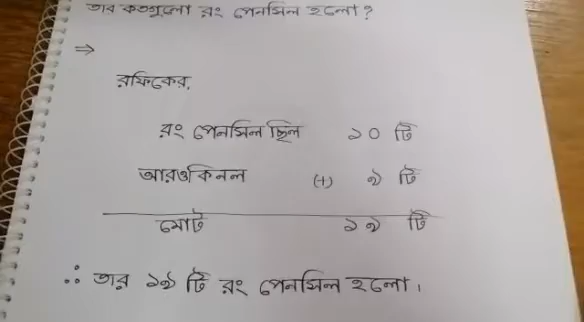 তার কতগুলো রং পেনসিল হলো?
⇒
রফিকের,
রং পেনসিল ছিল ১০ টি
আরও কিনল (+) ৯ টি
মোট ১৯ টি
∴ তার ১৯ টি রং পেনসিল হলো।